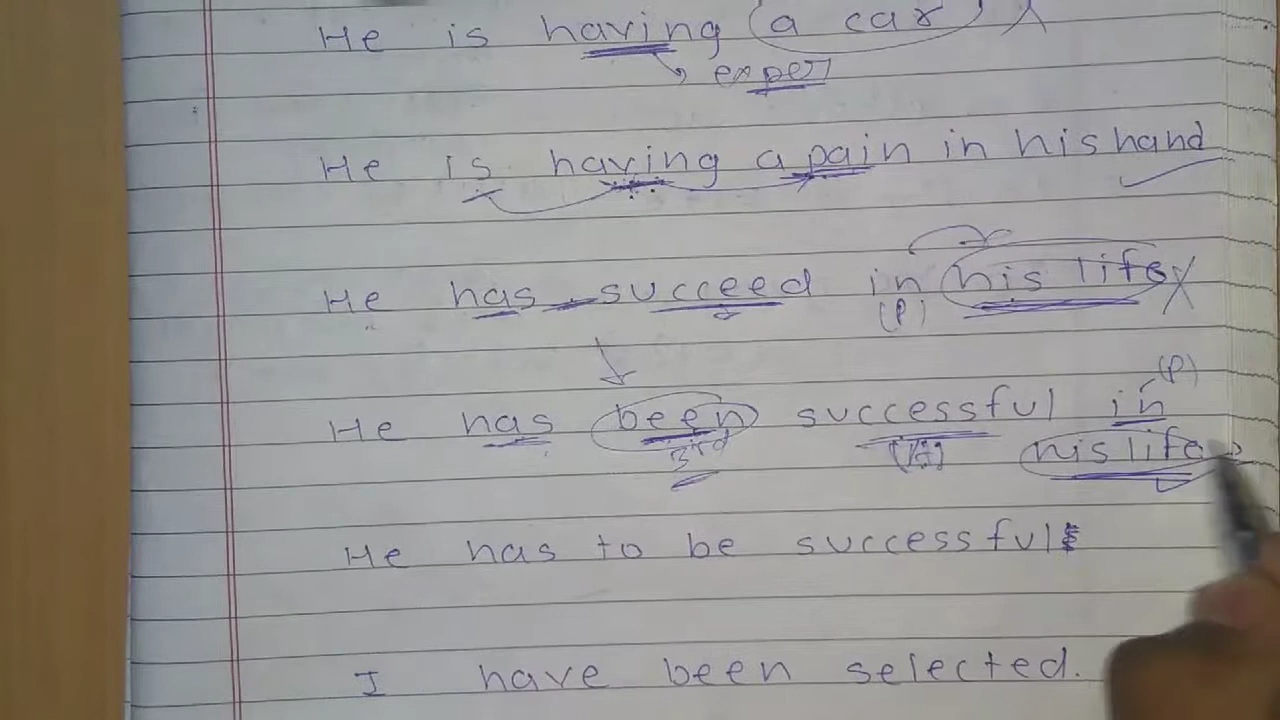 He is having (a car) X
exper
He is having a pain in his hand
He has succeed in his life X
(P)
(P)
He has been successful in
3rd
his life
He has to be successful
I have been selected.